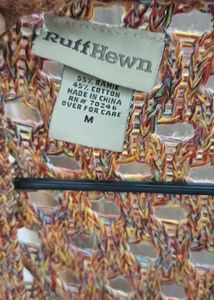 RuffHewn
55% RAMIE
45% COTTON
MADE IN CHINA
RN# 70246
OVER FOR CARE
M